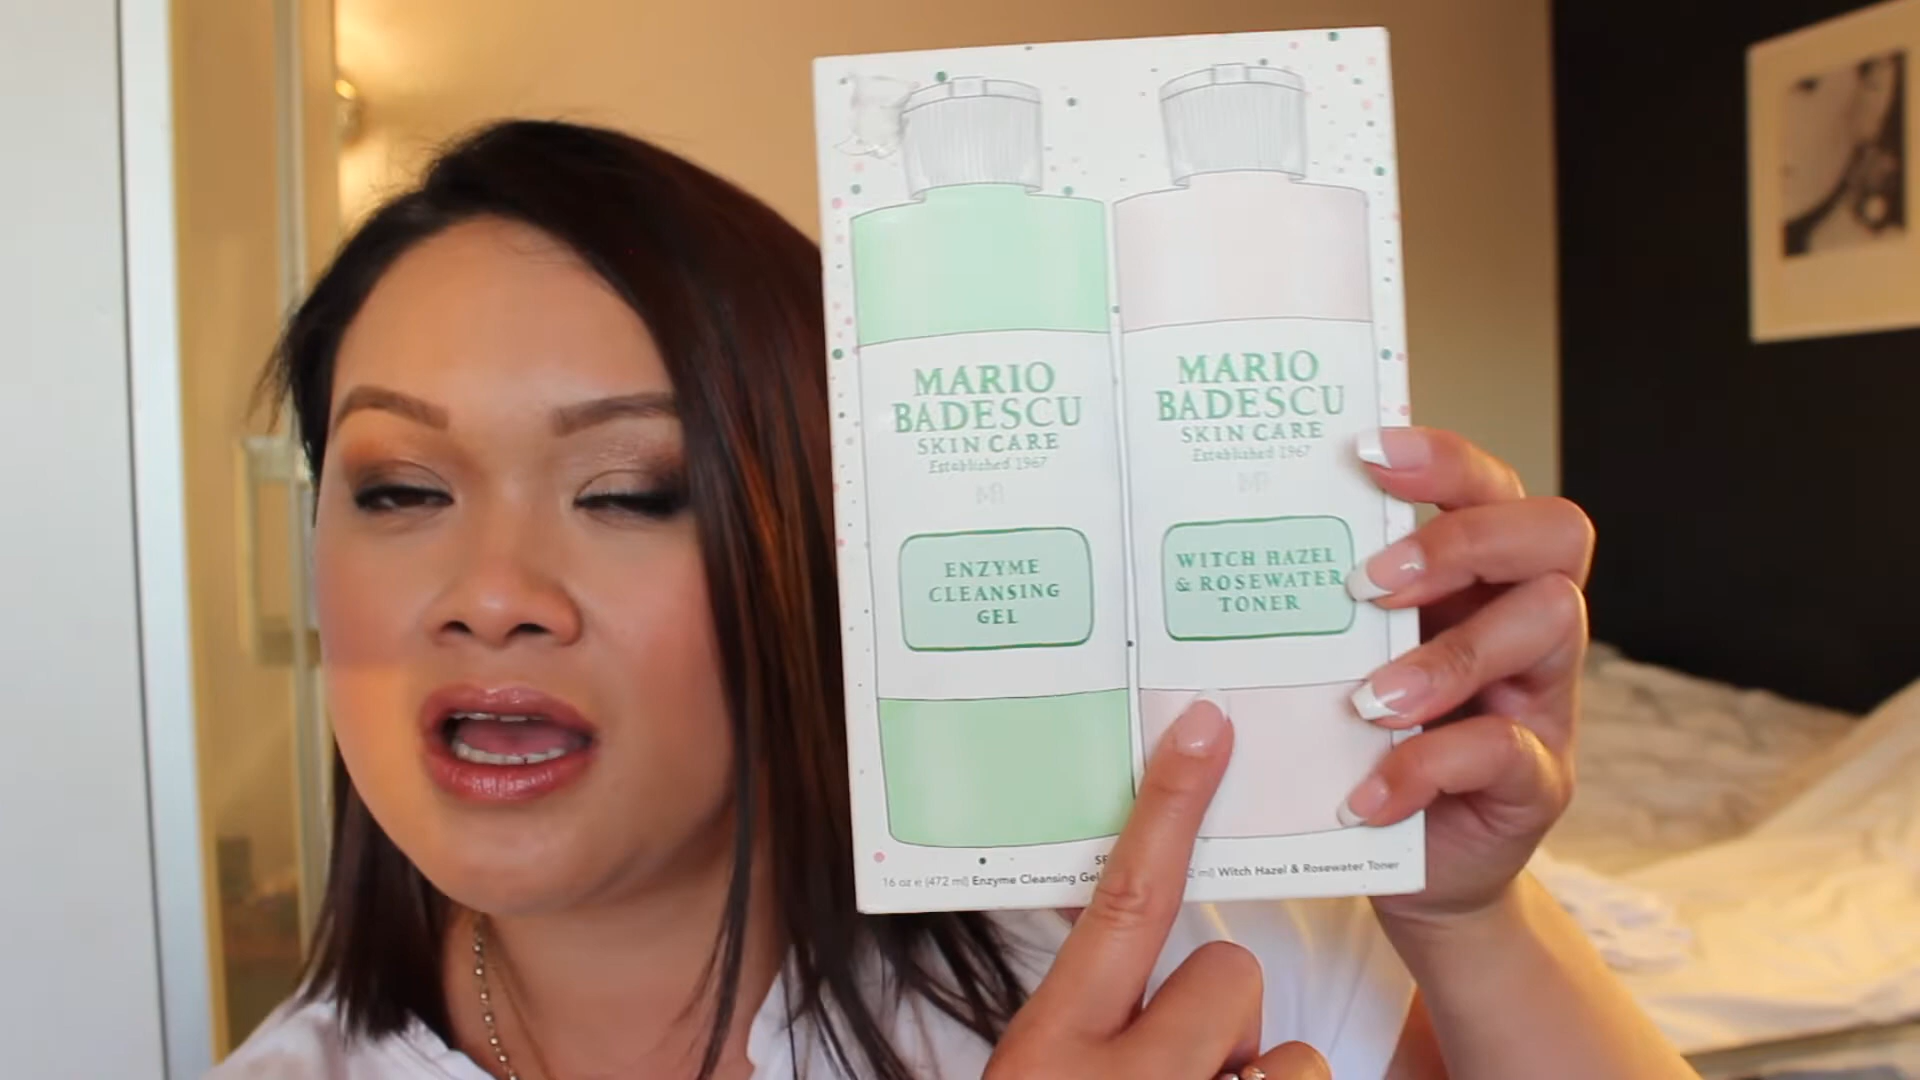 MARIO
BADESCU
SKIN CARE
Established 1967
ENZYME
CLEANSING
GEL
MARIO
BADESCU
SKIN CARE
Established 1967
WITCH HAZEL
& ROSEWATER
TONER
16 oz e (472 ml) Enzyme Cleansing Gel
ml) Witch Hazel & Rosewater Toner